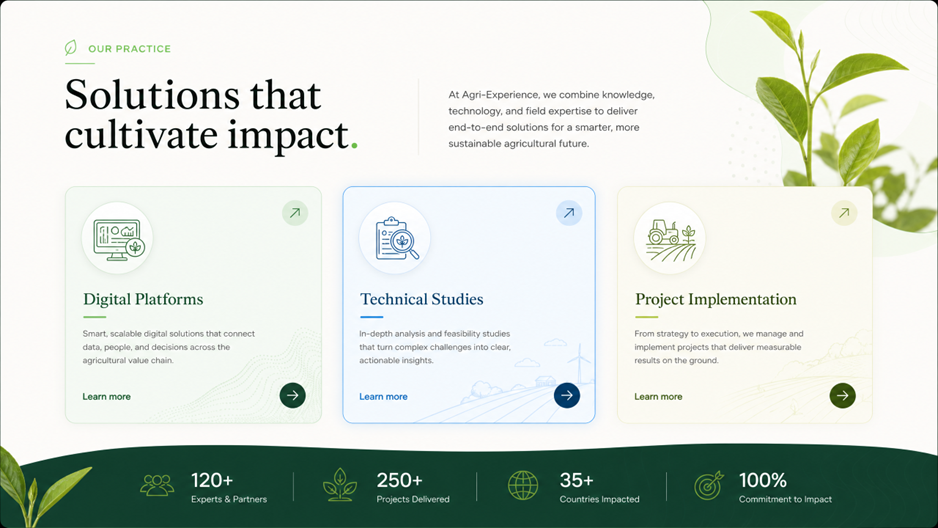 OUR PRACTICE
Solutions that
cultivate impact.
At Agri-Experience, we combine knowledge,
technology, and field expertise to deliver
end-to-end solutions for a smarter, more
sustainable agricultural future.
Digital Platforms
Smart, scalable digital solutions that connect
data, people, and decisions across the
agricultural value chain.
Learn more
Technical Studies
In-depth analysis and feasibility studies
that turn complex challenges into clear,
actionable insights.
Learn more
Project Implementation
From strategy to execution, we manage and
implement projects that deliver measurable
results on the ground.
Learn more
120+
Experts & Partners
250+
Projects Delivered
35+
Countries Impacted
100%
Commitment to Impact